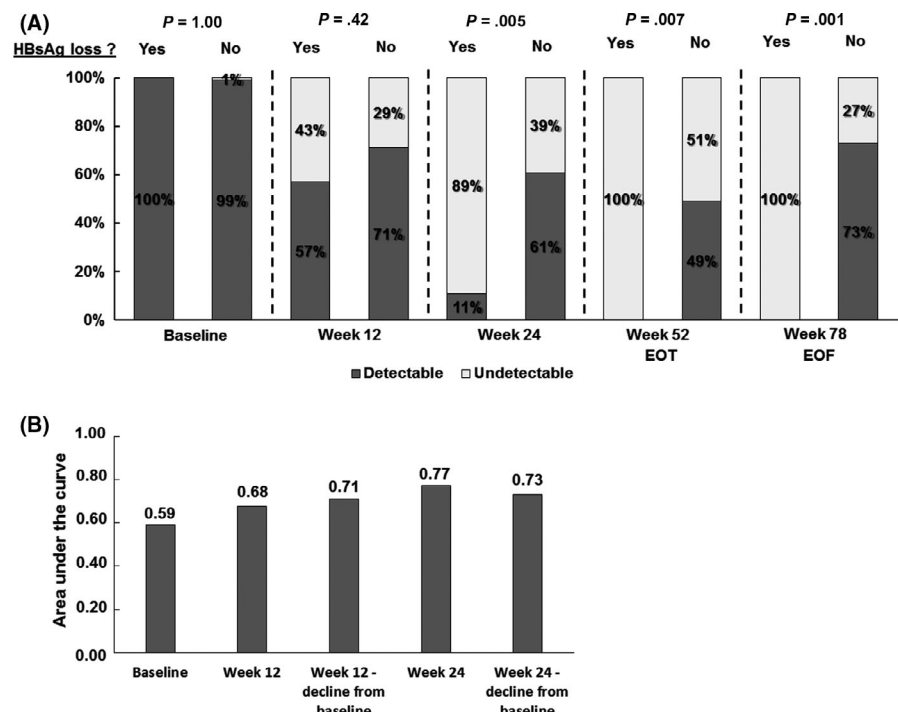 (A)
P = 1.00 P = .42 P = .005 P = .007 P = .001
HBsAg loss ? Yes No Yes No Yes No Yes No Yes No
100%
80%
60%
40%
20%
0%
100%
1%
99%
43%
57%
29%
71%
89%
11%
39%
61%
100%
51%
49%
100%
27%
73%
Baseline Week 12 Week 24 Week 52 Week 78
EOT EOF
Detectable Undetectable
(B)
Area under the curve
1.00
0.80
0.60
0.40
0.20
0.00
0.59 0.68 0.71 0.77 0.73
Baseline Week 12 Week 12 - Week 24 Week 24 -
decline from decline from
baseline baseline